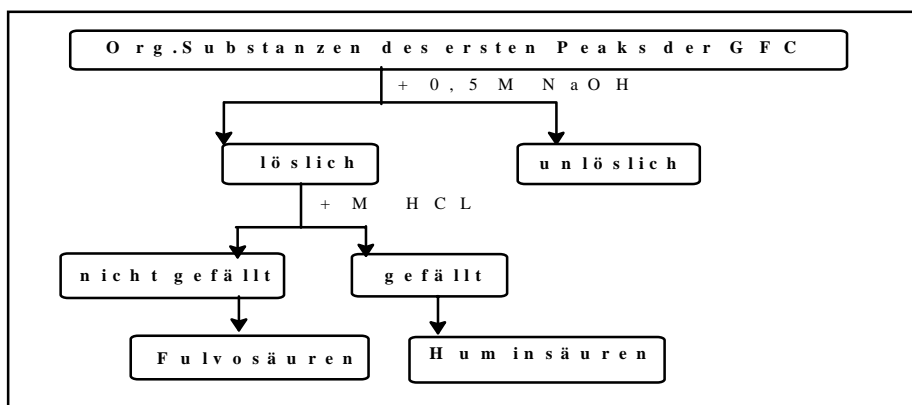 Org.Substanzen des ersten Peaks der GFC
+ 0,5 M NaOH
löslich
unlöslich
+ M HCL
nicht gefällt
gefällt
Fulvosäuren
Huminsäuren